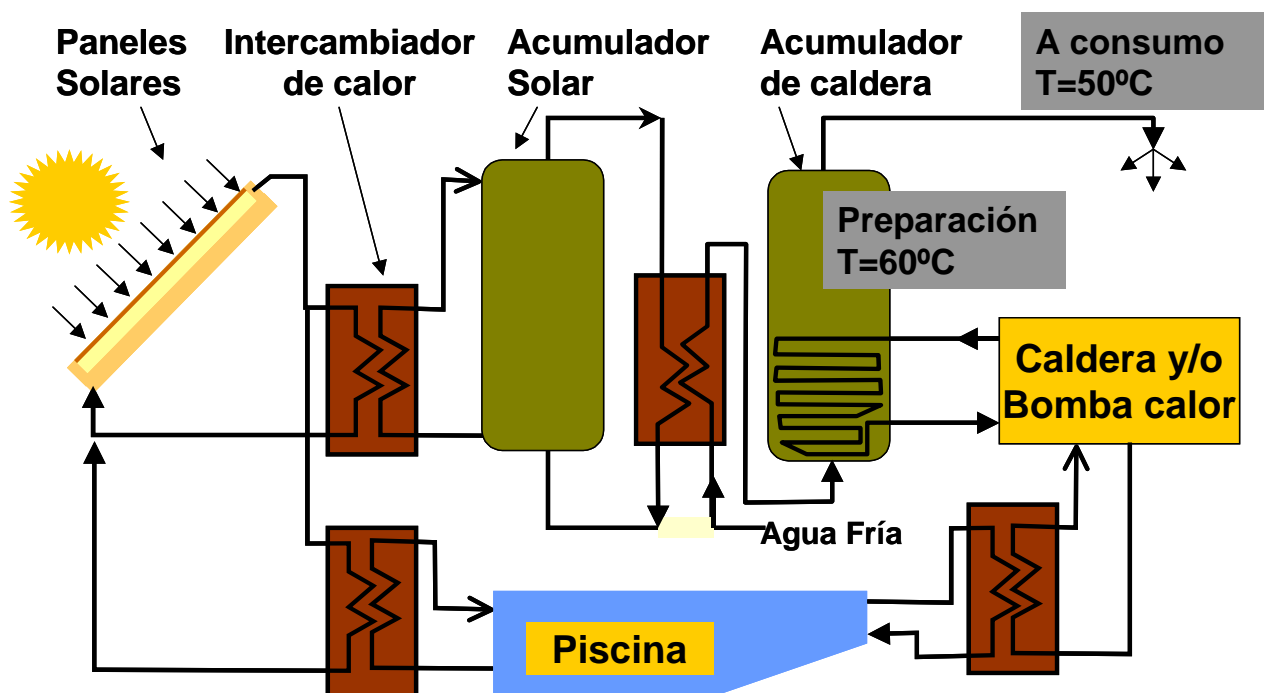 Paneles
Solares
Intercambiador
de calor
Acumulador
Solar
Acumulador
de caldera
A consumo
T=50ºC
Preparación
T=60ºC
Caldera y/o
Bomba calor
Agua Fría
Piscina